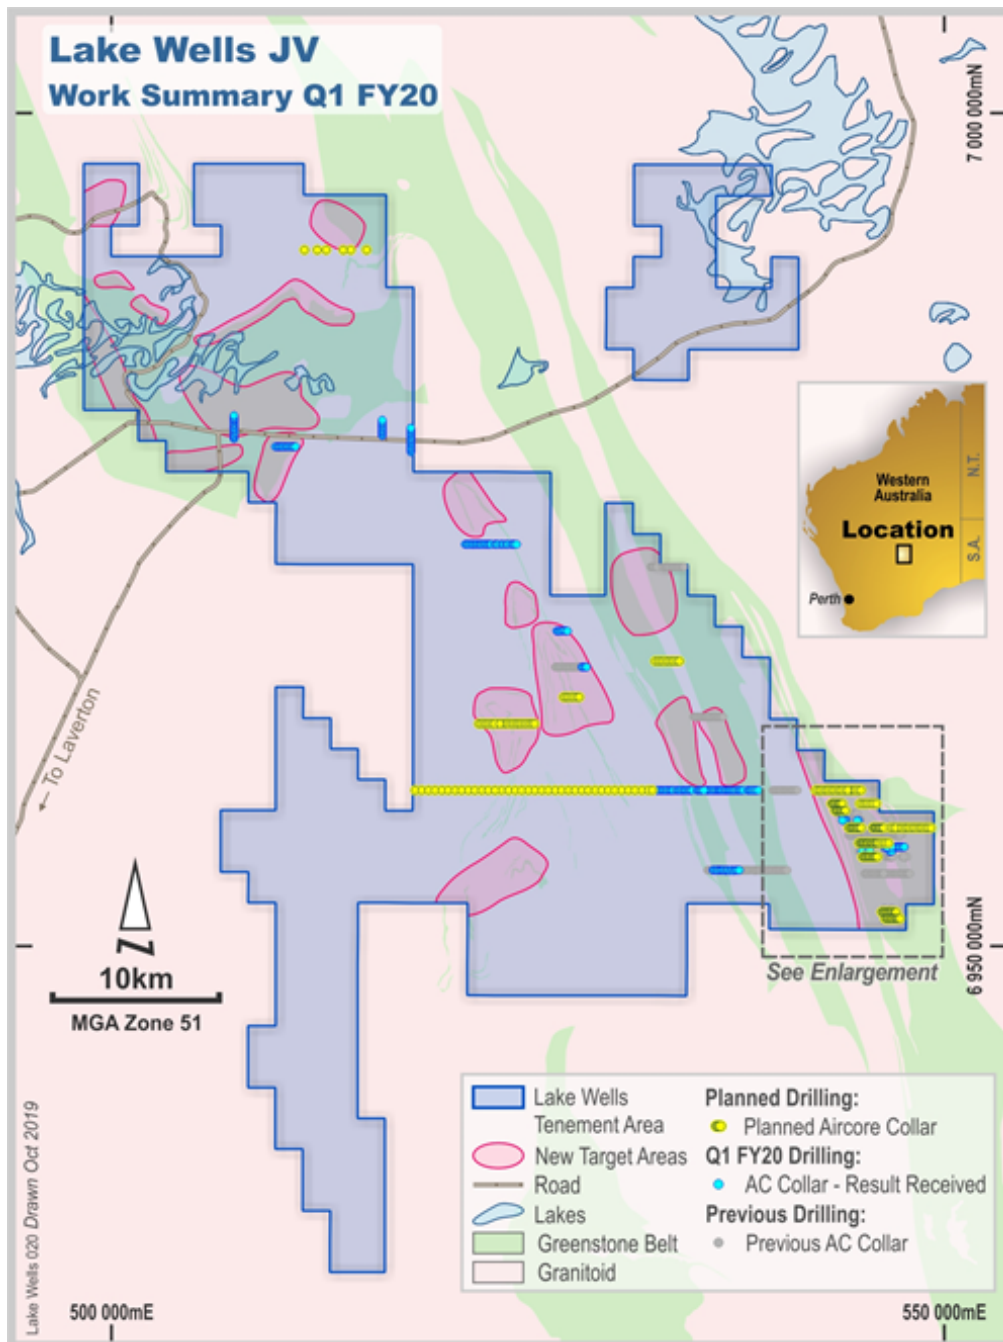 Lake Wells JV
Work Summary Q1 FY20
7 000 000mN
N.T.
Western
Australia
Location
S.A.
Perth
To Laverton
6 950 000mN
See Enlargement
N
10km
MGA Zone 51
Lake Wells
Tenement Area
New Target Areas
Road
Lakes
Greenstone Belt
Granitoid
Planned Drilling:
Planned Aircore Collar
Q1 FY20 Drilling:
AC Collar - Result Received
Previous Drilling:
Previous AC Collar
Lake Wells 020 Drawn Oct 2019
500 000mE
550 000mE